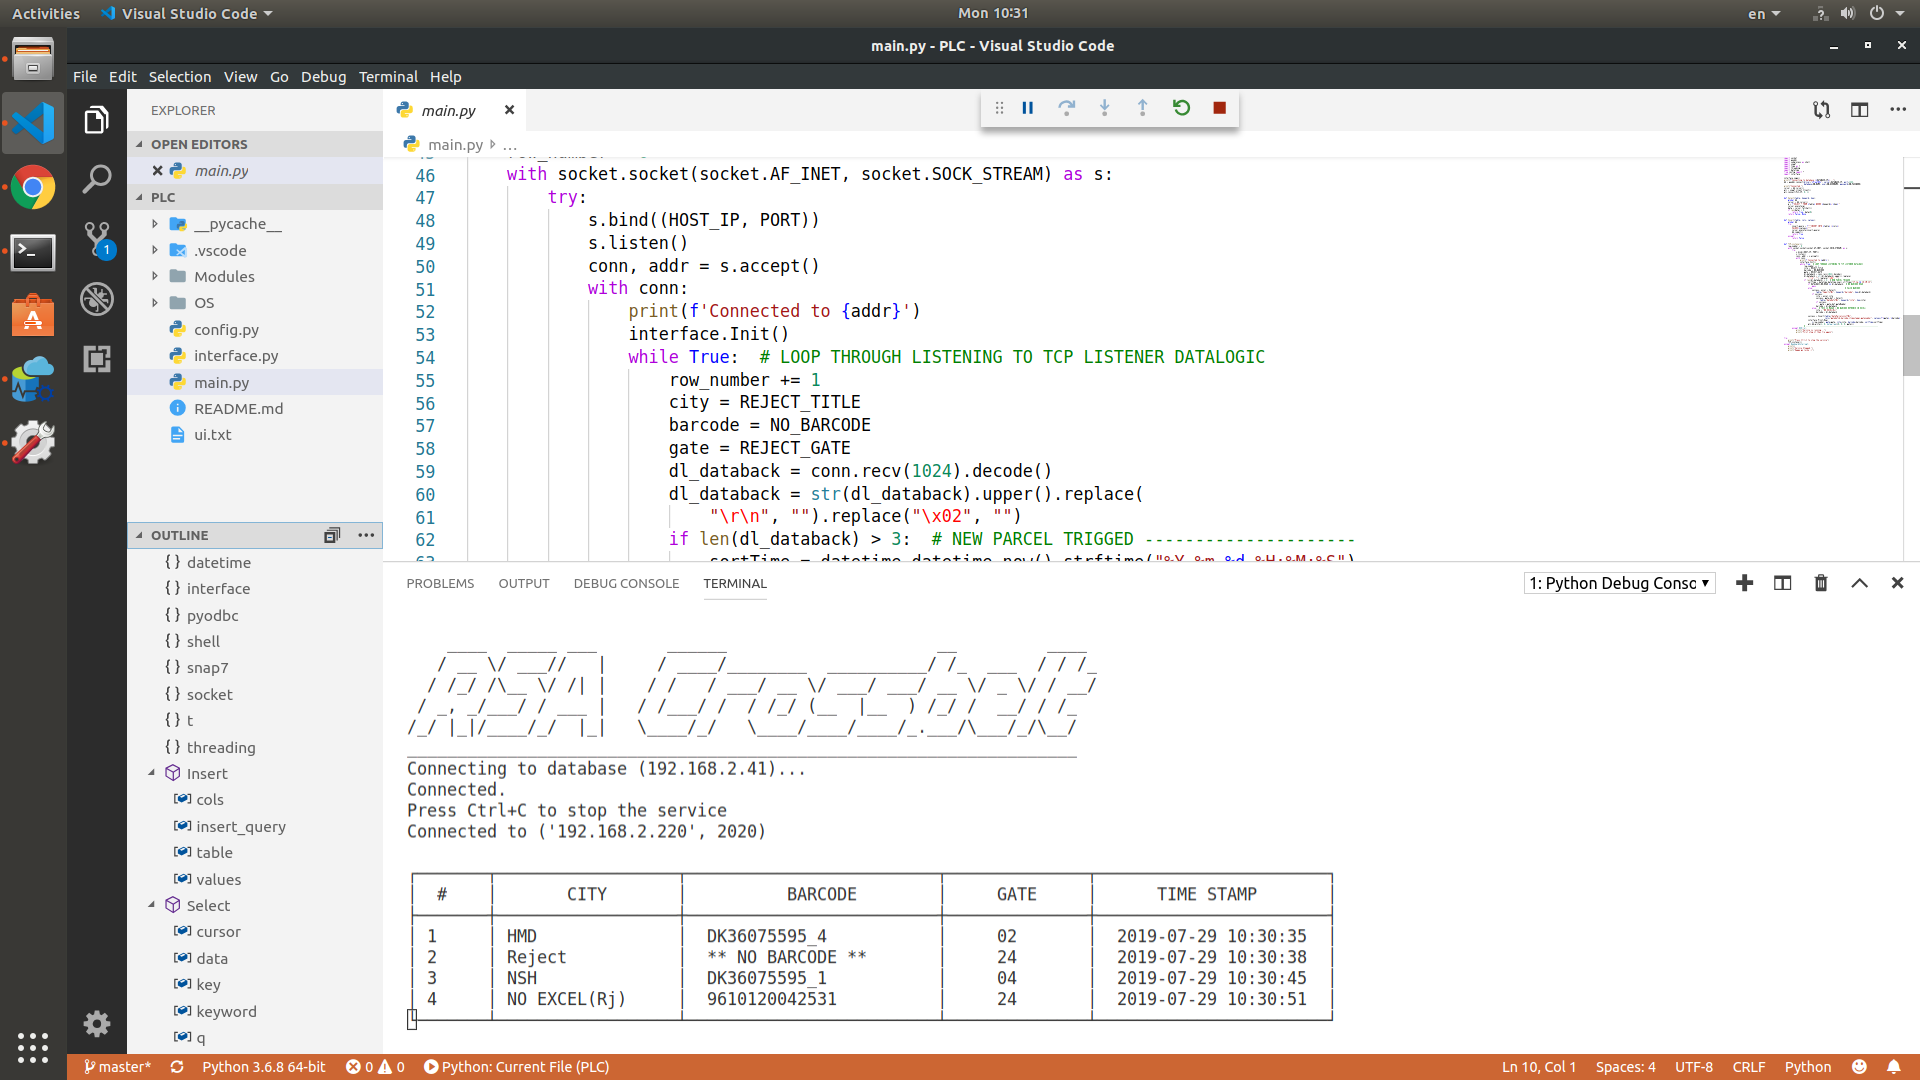 Activities
Visual Studio Code
Mon 10:31
en
main.py - PLC - Visual Studio Code
File Edit Selection View Go Debug Terminal Help
EXPLORER
OPEN EDITORS
main.py
PLC
__pycache__
.vscode
Modules
OS
config.py
interface.py
main.py
README.md
ui.txt
1
OUTLINE
datetime
interface
pyodbc
shell
snap7
socket
t
threading
Insert
cols
insert_query
table
values
Select
cursor
data
key
keyword
q
main.py
main.py ...
46 with socket.socket(socket.AF_INET, socket.SOCK_STREAM) as s:
47 try:
48 s.bind((HOST_IP, PORT))
49 s.listen()
50 conn, addr = s.accept()
51 with conn:
52 print(f'Connected to {addr}')
53 interface.Init()
54 while True:  # LOOP THROUGH LISTENING TO TCP LISTENER DATALOGIC
55 row_number += 1
56 city = REJECT_TITLE
57 barcode = NO_BARCODE
58 gate = REJECT_GATE
59 dl_databack = conn.recv(1024).decode()
60 dl_databack = str(dl_databack).upper().replace(
61 "\r\n", "").replace("\x02", "")
62 if len(dl_databack) > 3:  # NEW PARCEL TRIGGED ---------------------
63 sortTime = datetime.datetime.now().strftime("%Y-%m-%d %H:%M:%S")
PROBLEMS OUTPUT DEBUG CONSOLE TERMINAL
1: Python Debug Consc
RSA Crossbelt
Connecting to database (192.168.2.41)...
Connected.
Press Ctrl+C to stop the service
Connected to ('192.168.2.220', 2020)
# CITY BARCODE GATE TIME STAMP
1 HMD DK36075595_4 02 2019-07-29 10:30:35
2 Reject ** NO BARCODE ** 24 2019-07-29 10:30:38
3 NSH DK36075595_1 04 2019-07-29 10:30:45
4 NO EXCEL(Rj) 9610120042531 24 2019-07-29 10:30:51
master* Python 3.6.8 64-bit 0 0 Python: Current File (PLC)
Ln 10, Col 1 Spaces: 4 UTF-8 CRLF Python